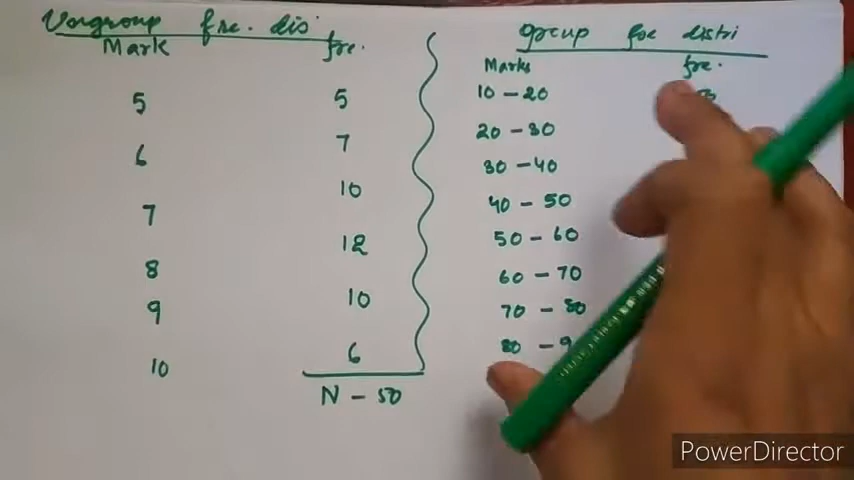 Ungroup fre. dis
Mark fre.
5 5
6 7
7 10
8 12
9 10
10 6
N - 50
group fre distri
Marks fre.
10 - 20
20 - 30
30 - 40
40 - 50
50 - 60
60 - 70
70 - 80
80 - 9
PowerDirector